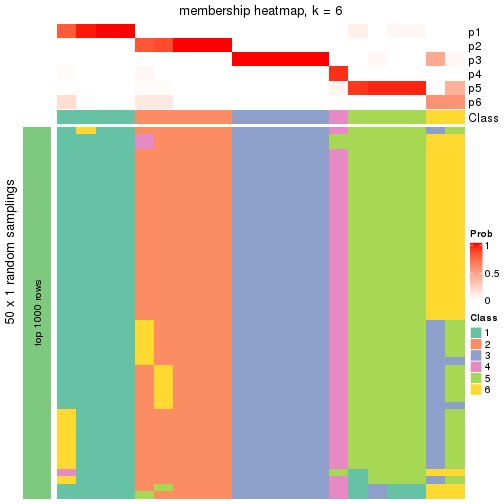 membership heatmap, k = 6
p1
p2
p3
p4
p5
p6
Class
50 x 1 random samplings
top 1000 rows
Prob
1
0.5
0
Class
1
2
3
4
5
6